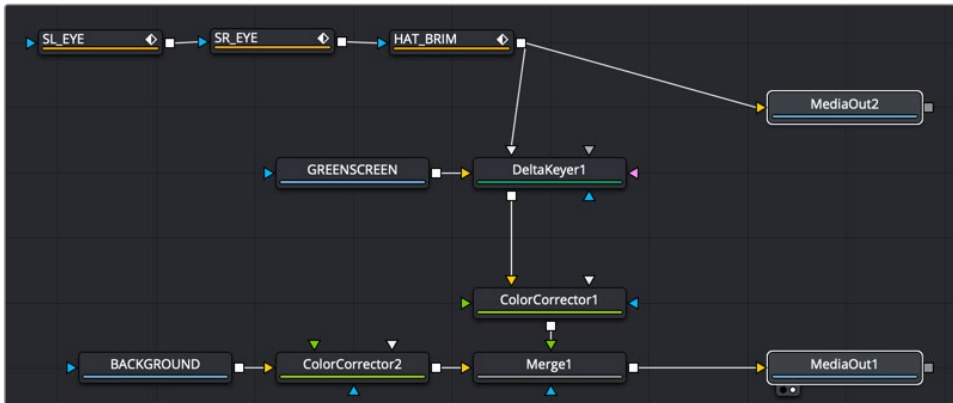 SL_EYE
SR_EYE
HAT_BRIM
MediaOut2
GREENSCREEN
DeltaKeyer1
ColorCorrector1
BACKGROUND
ColorCorrector2
Merge1
MediaOut1